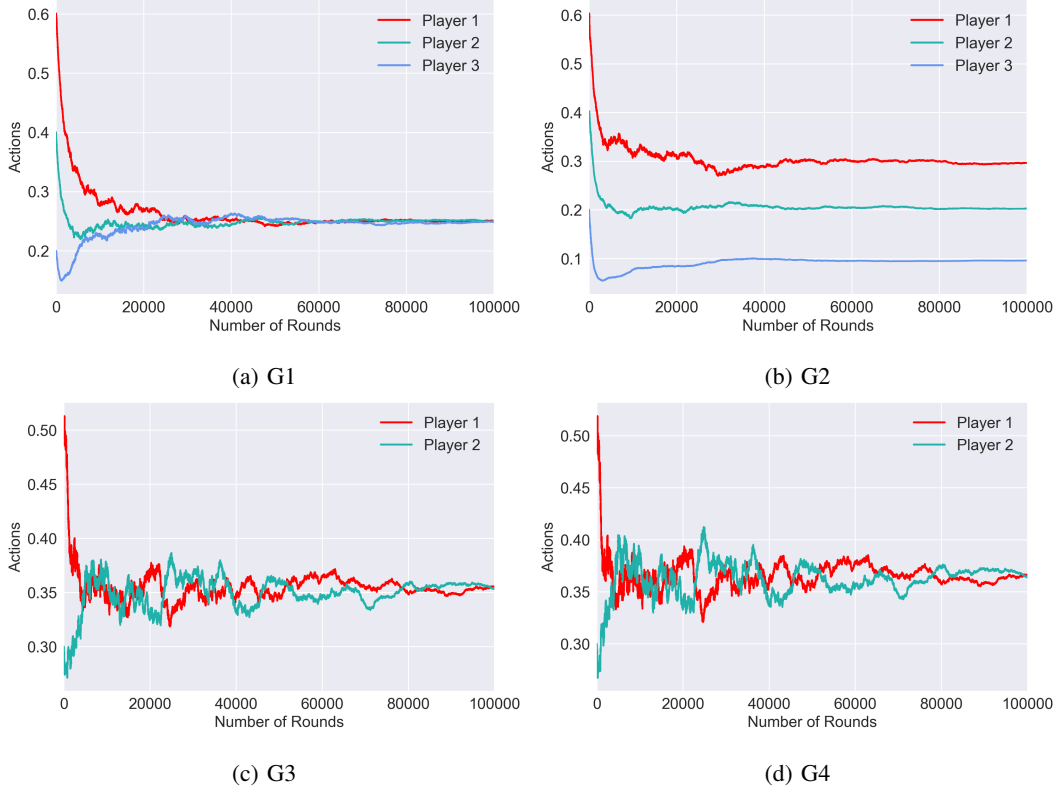 0.6
0.5
0.4
0.3
0.2
Actions
Player 1
Player 2
Player 3
0 20000 40000 60000 80000 100000
Number of Rounds
(a) G1
0.6
0.5
0.4
0.3
0.2
0.1
Actions
Player 1
Player 2
Player 3
0 20000 40000 60000 80000 100000
Number of Rounds
(b) G2
0.50
0.45
0.40
0.35
0.30
Actions
Player 1
Player 2
0 20000 40000 60000 80000 100000
Number of Rounds
(c) G3
0.50
0.45
0.40
0.35
0.30
Actions
Player 1
Player 2
0 20000 40000 60000 80000 100000
Number of Rounds
(d) G4